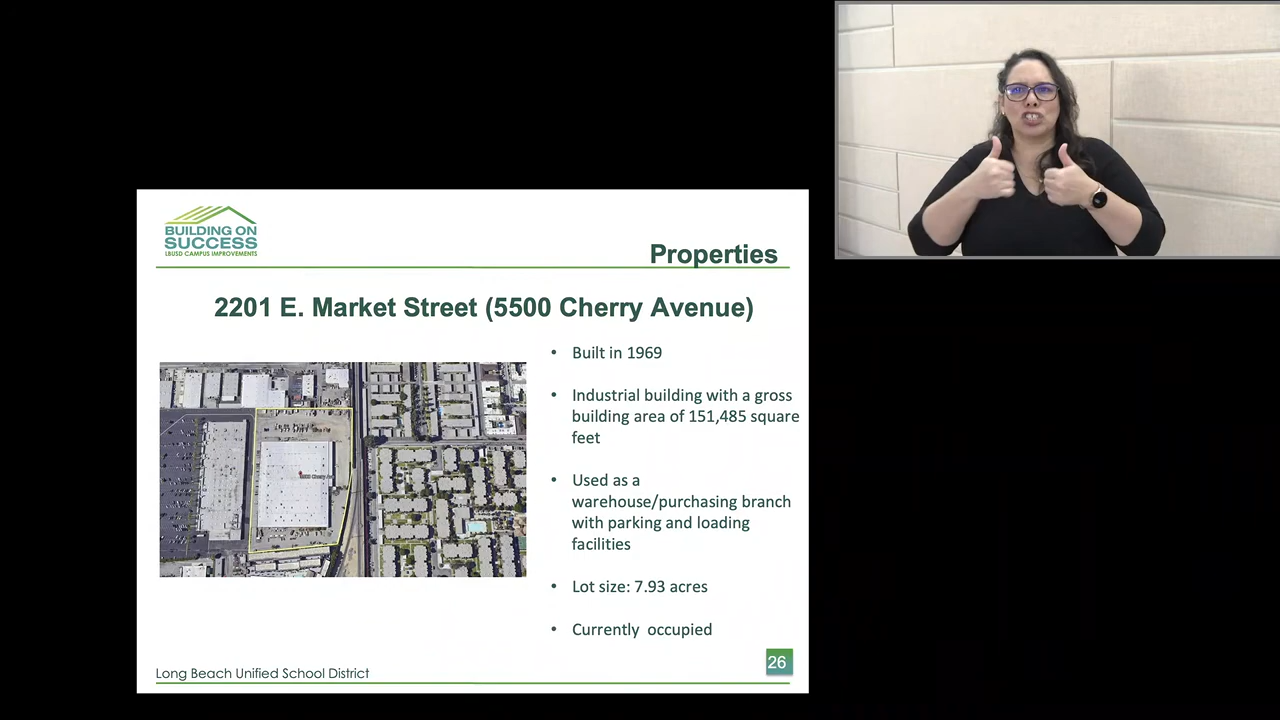 BUILDING ON
SUCCESS
LBUSD CAMPUS IMPROVEMENTS
Properties
2201 E. Market Street (5500 Cherry Avenue)
• Built in 1969
• Industrial building with a gross
building area of 151,485 square
feet
• Used as a
warehouse/purchasing branch
with parking and loading
facilities
• Lot size: 7.93 acres
• Currently occupied
Long Beach Unified School District
26